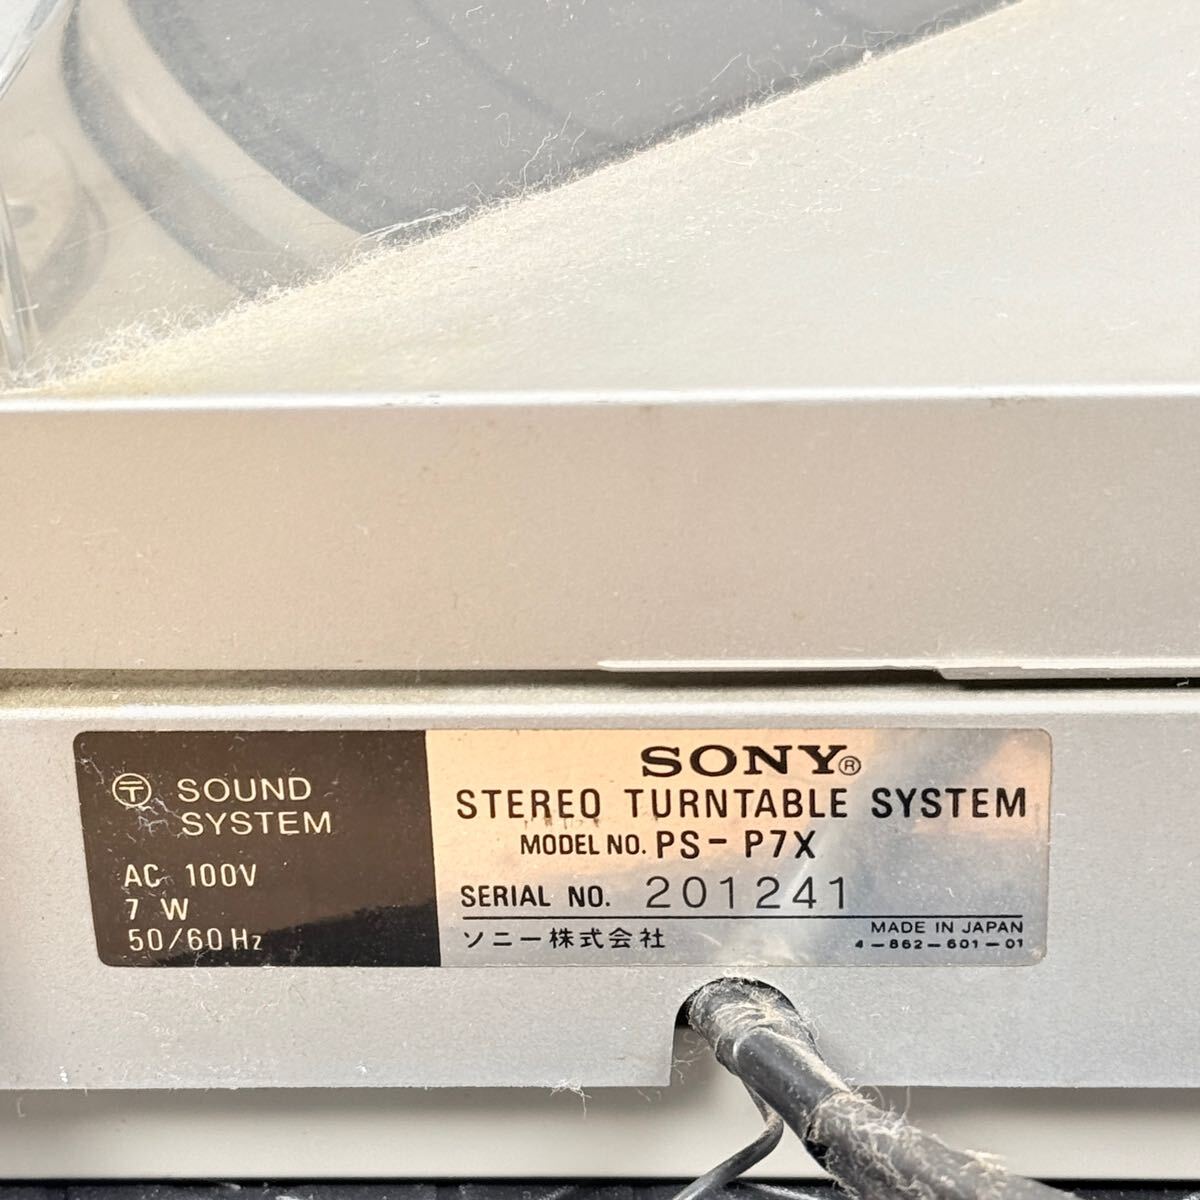 〒 SOUND
SYSTEM
AC 100V
7 W
50/60 Hz
SONY®
STEREO TURNTABLE SYSTEM
MODEL NO. PS-P7X
SERIAL NO. 201241
ソニー株式会社
MADE IN JAPAN
4-862-601-01